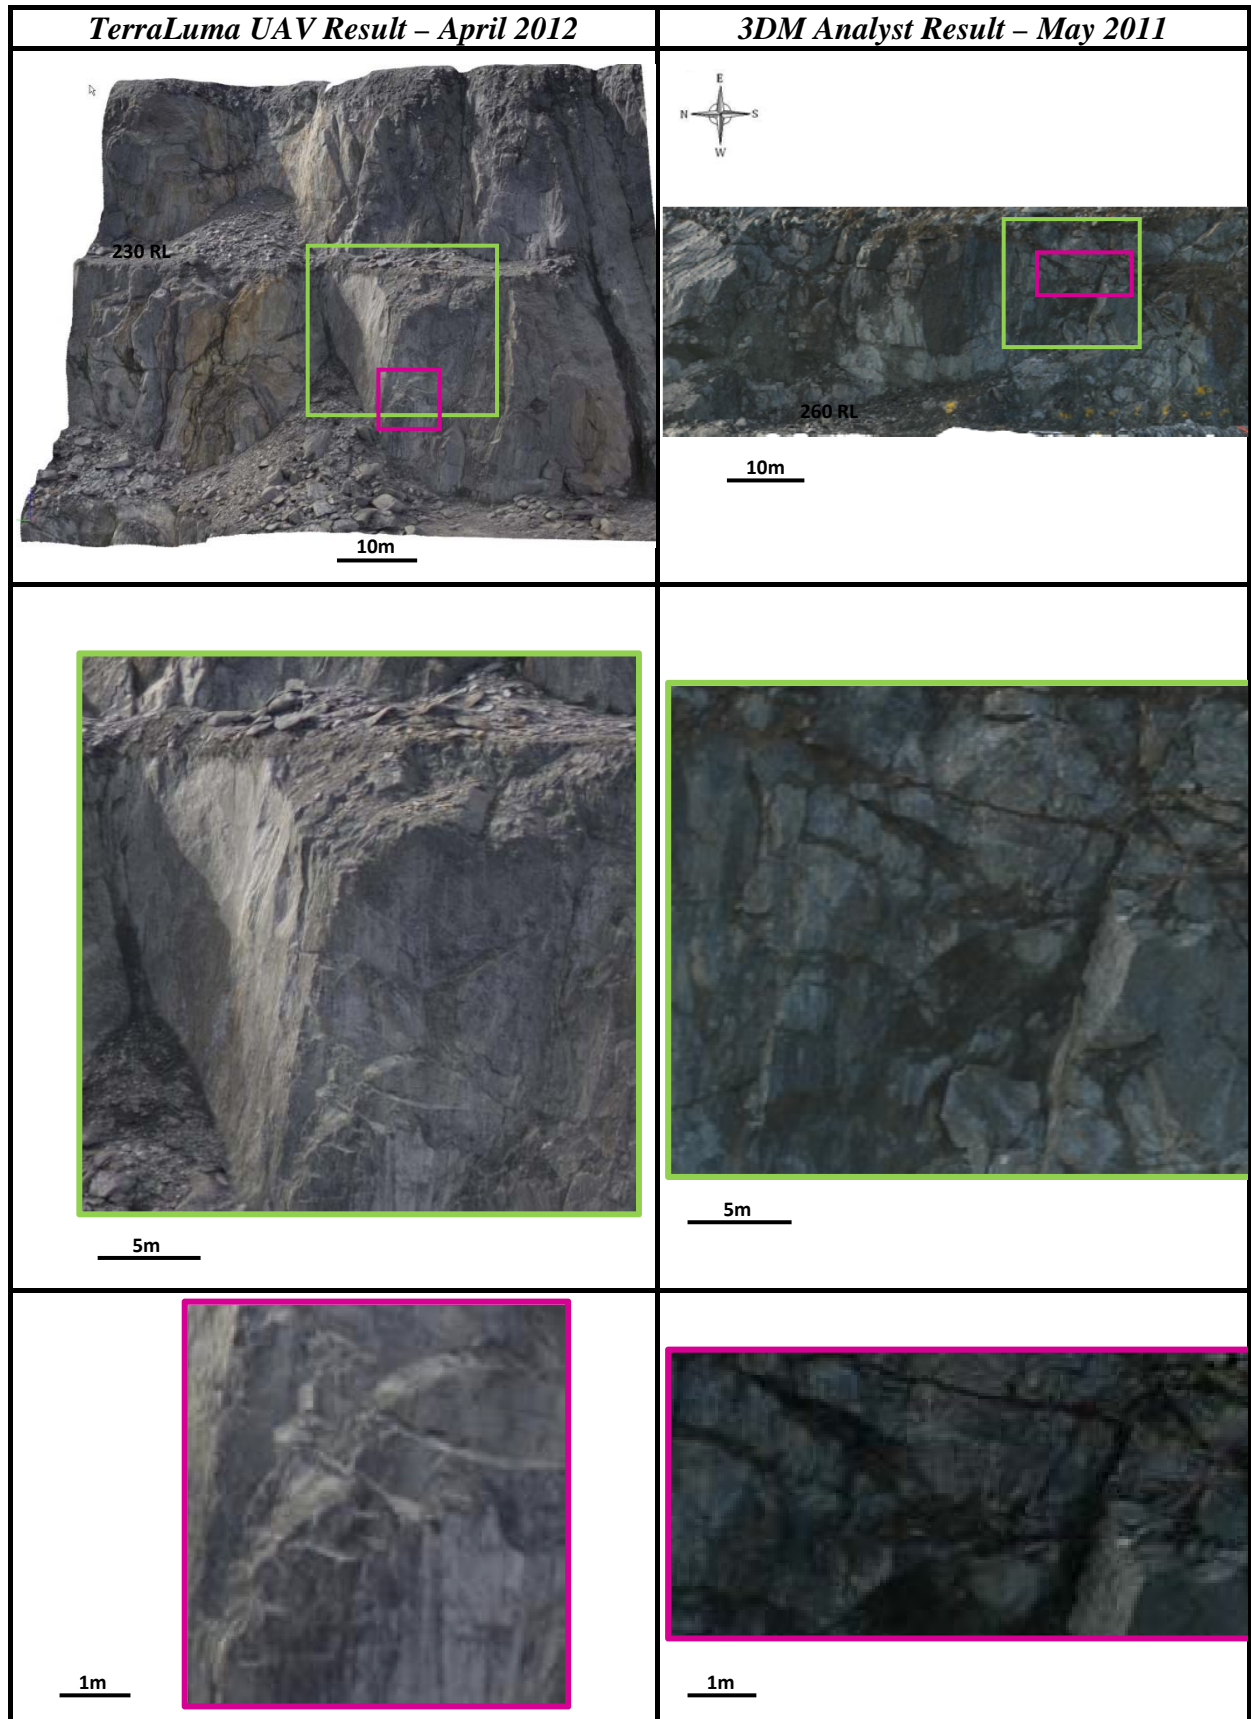 TerraLuma UAV Result – April 2012
3DM Analyst Result – May 2011
230 RL
10m
E
N S
W
260 RL
10m
5m
5m
1m
1m